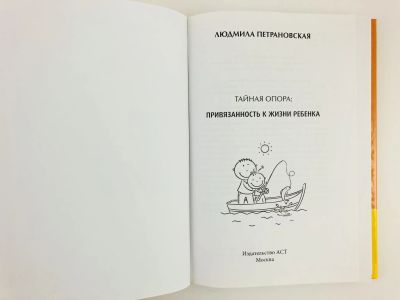 ЛЮДМИЛА ПЕТРАНОВСКАЯ
ТАЙНАЯ ОПОРА:
ПРИВЯЗАННОСТЬ К ЖИЗНИ РЕБЕНКА
Издательство АСТ
Москва